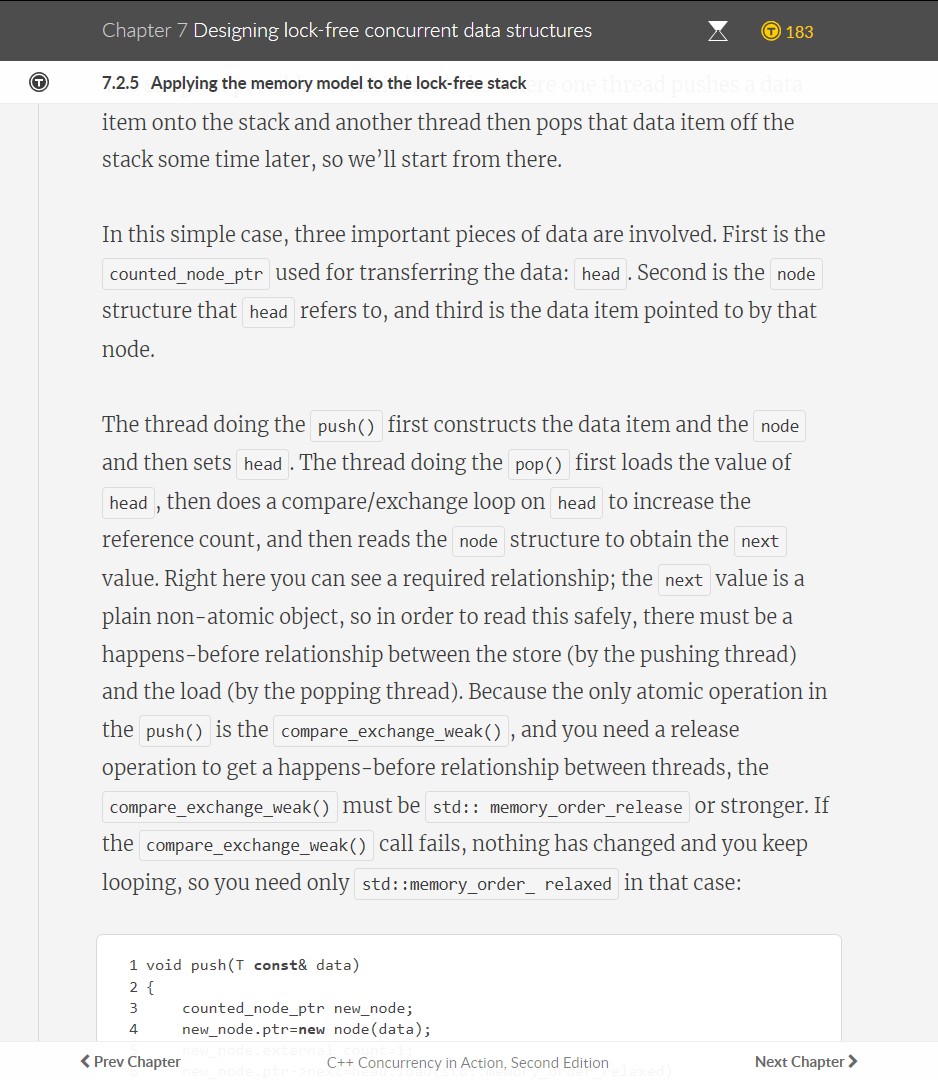 Chapter 7 Designing lock-free concurrent data structures
183
7.2.5 Applying the memory model to the lock-free stack
ere one thread pushes a data
item onto the stack and another thread then pops that data item off the
stack some time later, so we’ll start from there.
In this simple case, three important pieces of data are involved. First is the
counted_node_ptr used for transferring the data: head . Second is the node
structure that head refers to, and third is the data item pointed to by that
node.
The thread doing the push() first constructs the data item and the node
and then sets head . The thread doing the pop() first loads the value of
head , then does a compare/exchange loop on head to increase the
reference count, and then reads the node structure to obtain the next
value. Right here you can see a required relationship; the next value is a
plain non-atomic object, so in order to read this safely, there must be a
happens-before relationship between the store (by the pushing thread)
and the load (by the popping thread). Because the only atomic operation in
the push() is the compare_exchange_weak() , and you need a release
operation to get a happens-before relationship between threads, the
compare_exchange_weak() must be std:: memory_order_release or stronger. If
the compare_exchange_weak() call fails, nothing has changed and you keep
looping, so you need only std::memory_order_ relaxed in that case:
1 void push(T const& data)
2 {
3 counted_node_ptr new_node;
4 new_node.ptr=new node(data);
Prev Chapter
C++ Concurrency in Action, Second Edition
Next Chapter